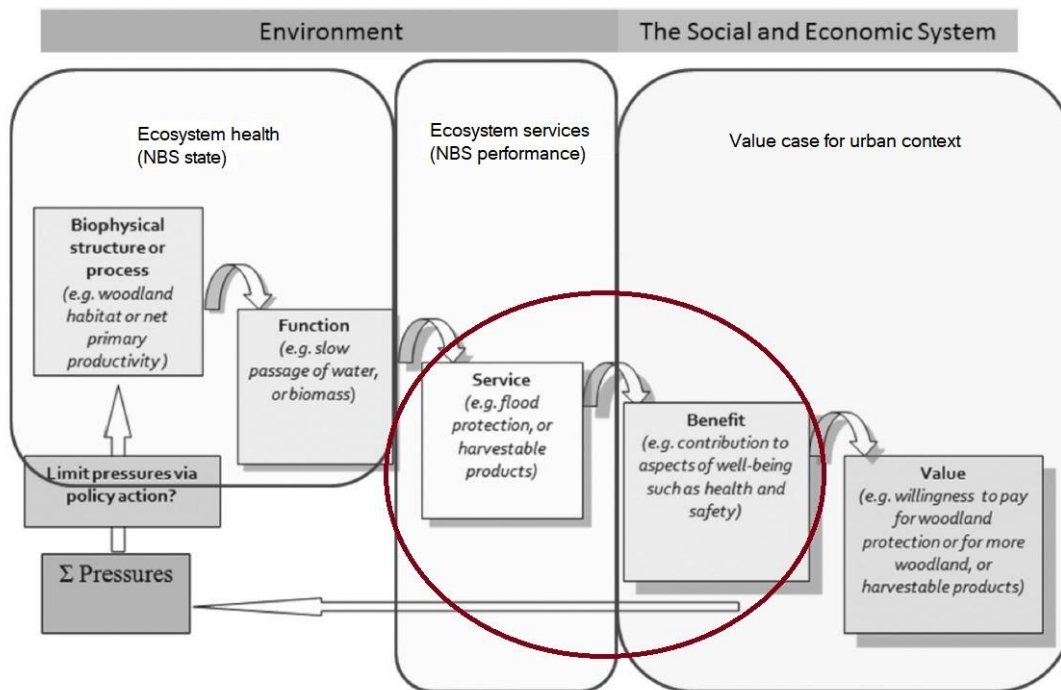 Environment
The Social and Economic System
Ecosystem health
(NBS state)
Ecosystem services
(NBS performance)
Value case for urban context
Biophysical
structure or
process
(e.g. woodland
habitat or net
primary
productivity)
Function
(e.g. slow
passage of water,
or biomass)
Service
(e.g. flood
protection, or
harvestable
products)
Benefit
(e.g. contribution to
aspects of well-being
such as health and
safety)
Value
(e.g. willingness to pay
for woodland
protection or for more
woodland, or
harvestable products)
Limit pressures via
policy action?
Σ Pressures